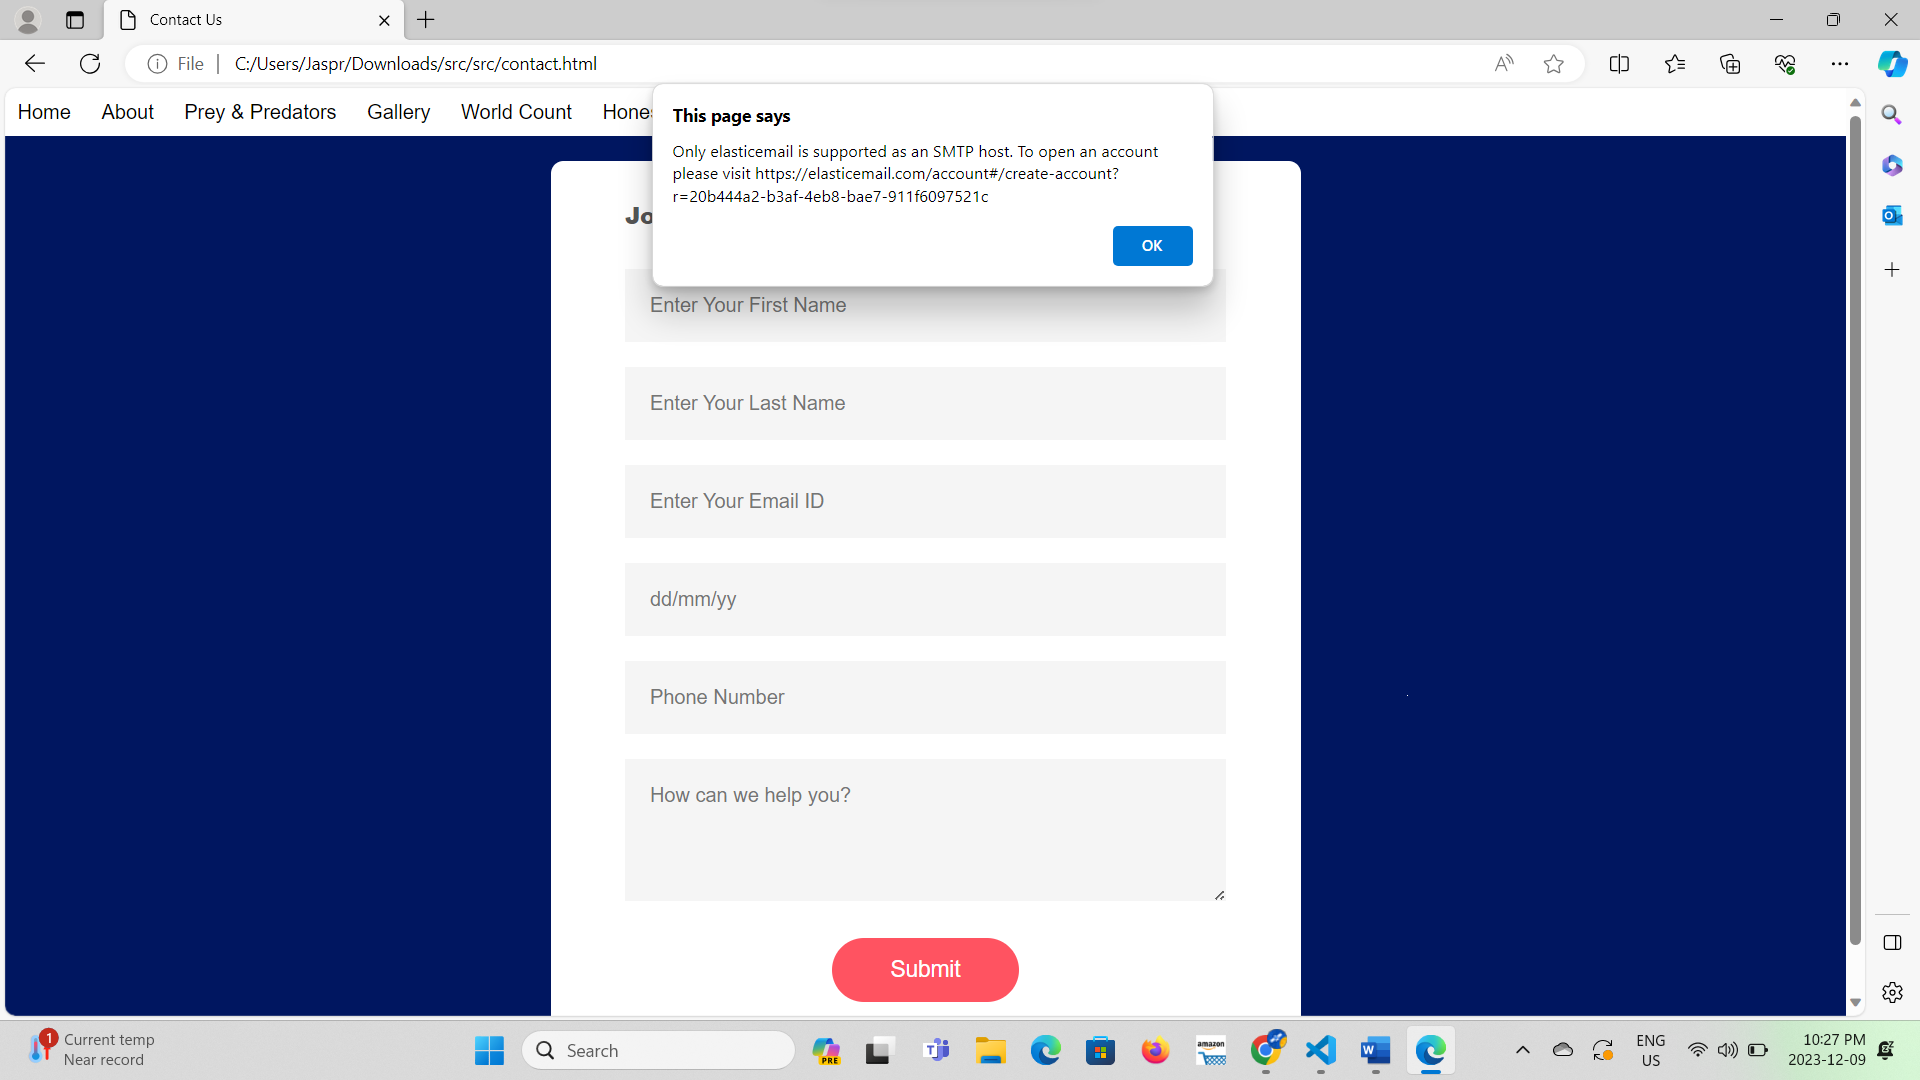 Contact Us
File
C:/Users/Jaspr/Downloads/src/src/contact.html
Home About Prey & Predators Gallery World Count
This page says
Only elasticemail is supported as an SMTP host. To open an account
please visit https://elasticemail.com/account#/create-account?
r=20b444a2-b3af-4eb8-bae7-911f6097521c
OK
Enter Your First Name
Enter Your Last Name
Enter Your Email ID
dd/mm/yy
Phone Number
How can we help you?
Submit
1
Current temp
Near record
Search
PRE
amazon
ENG
US
10:27 PM
2023-12-09